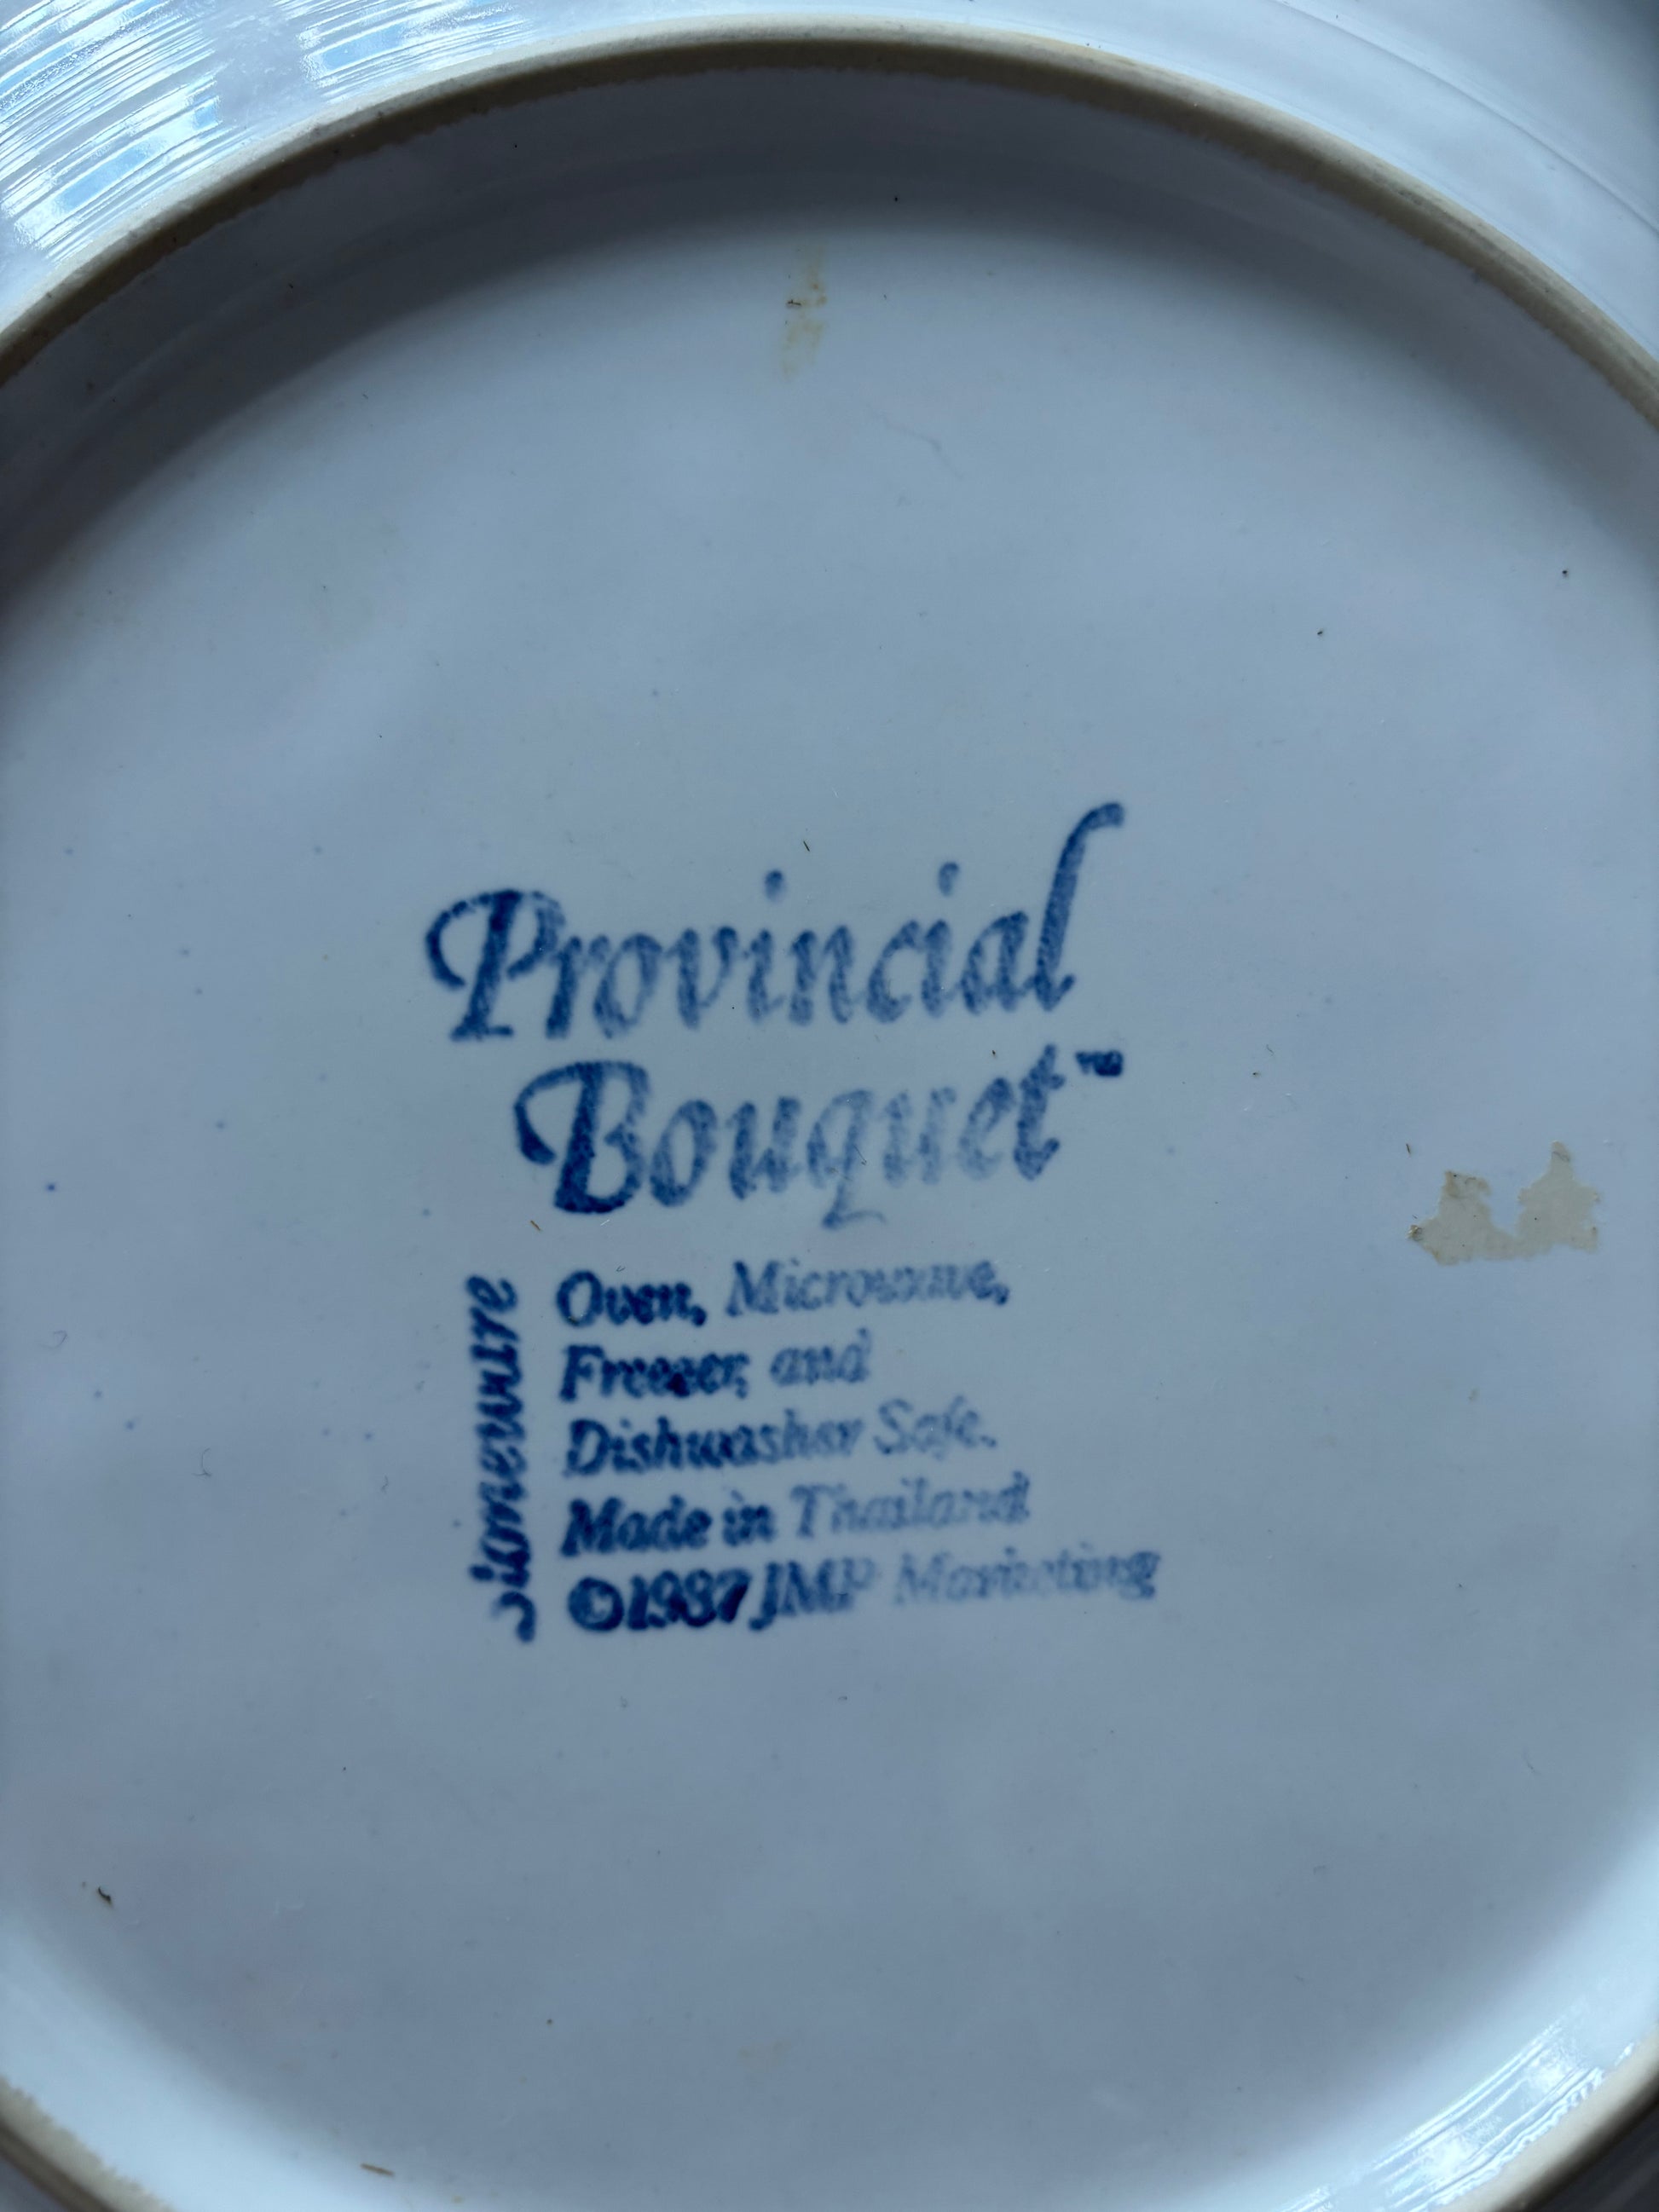 Provincial
Bouquet™
Stoneware
Oven, Microwave,
Freezer, and
Dishwasher Safe.
Made in Thailand
©1987 JMP Marketing